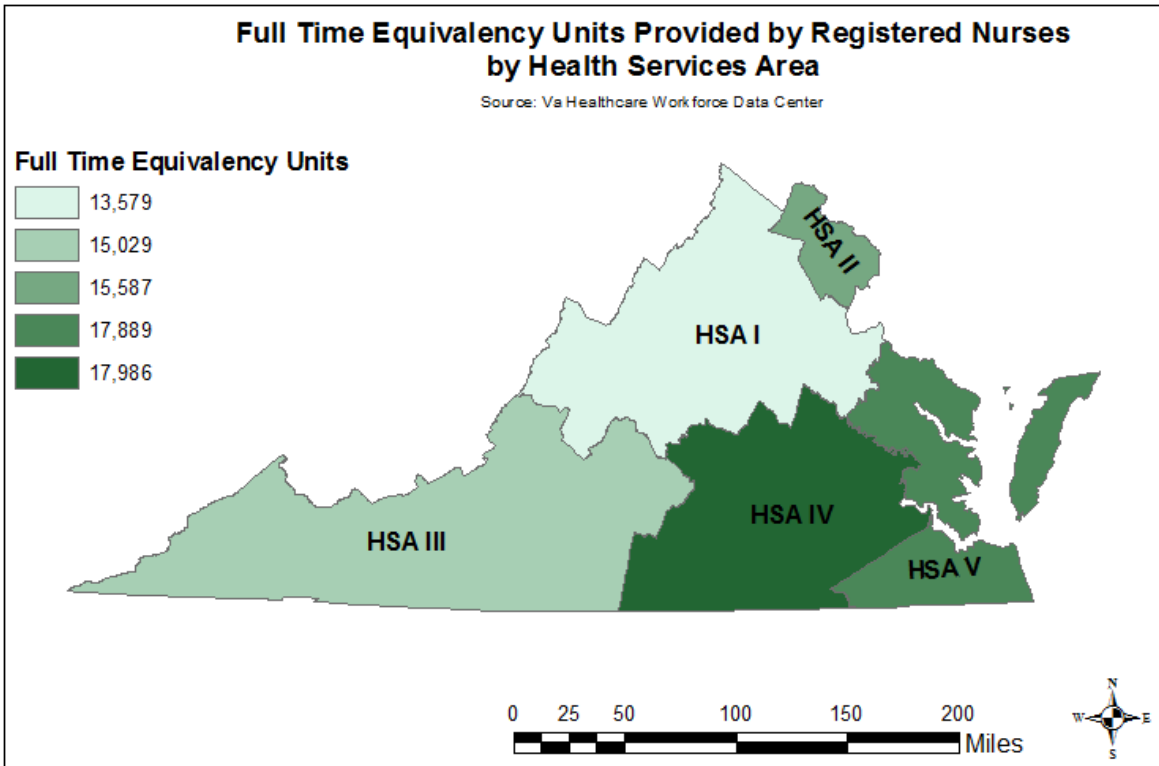 Full Time Equivalency Units Provided by Registered Nurses
by Health Services Area
Source: Va Healthcare Workforce Data Center
Full Time Equivalency Units
13,579
15,029
15,587
17,889
17,986
HSA II
HSA I
HSA IV
HSA III
HSA V
0 25 50 100 150 200
Miles
N
W E
S